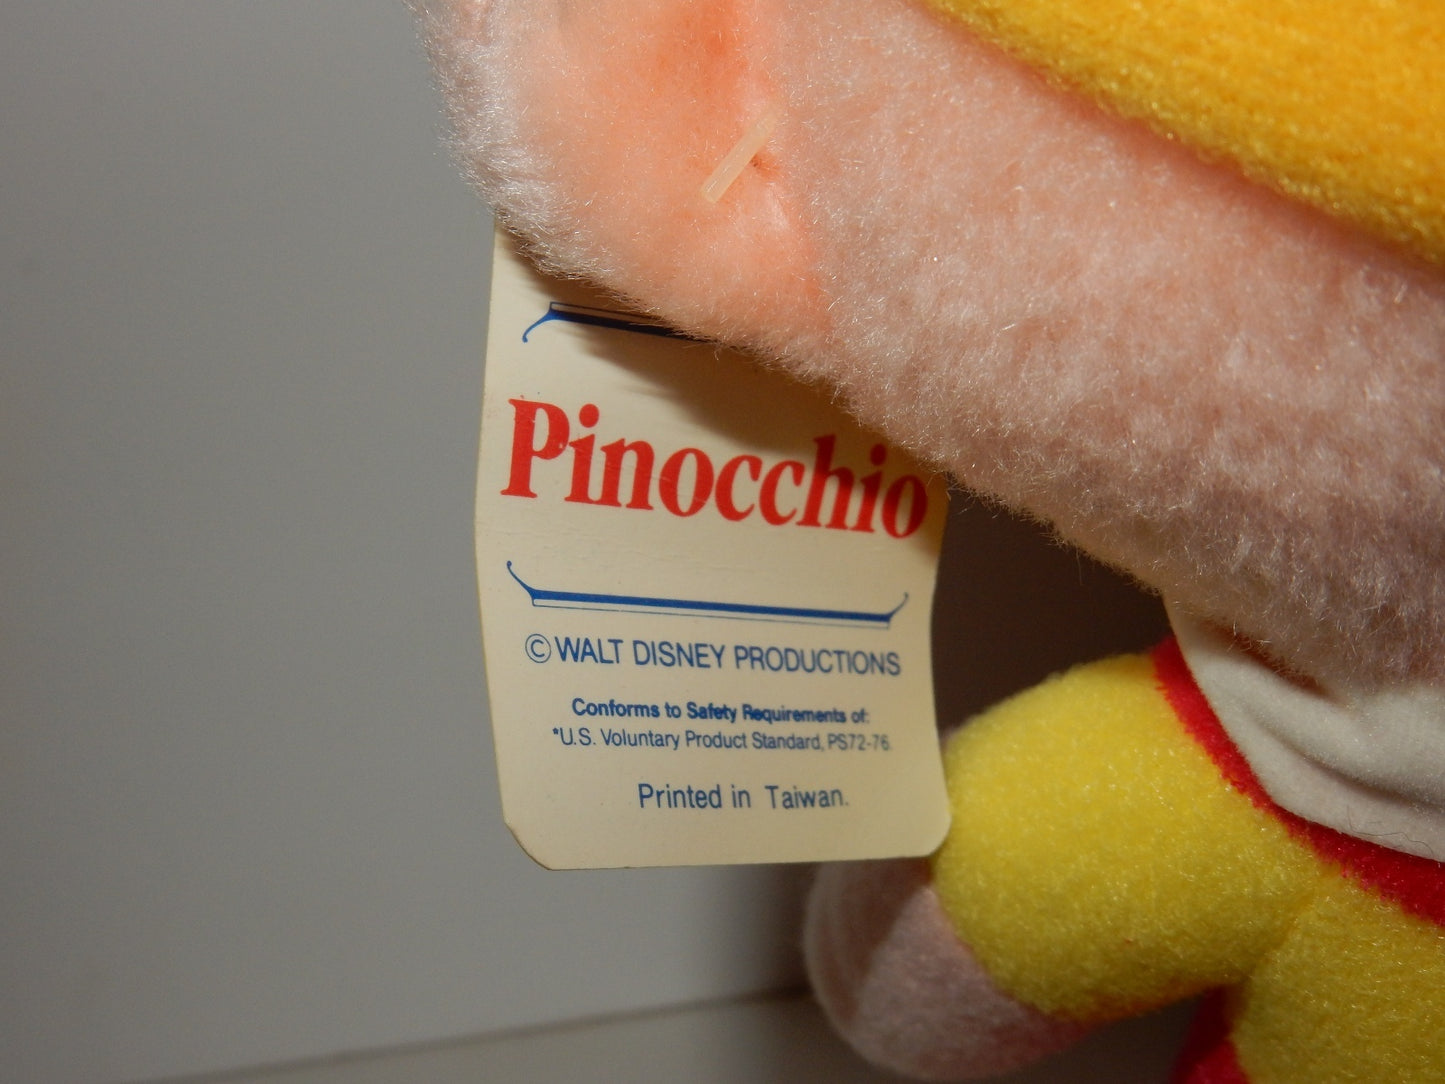 Pinocchio
© WALT DISNEY PRODUCTIONS
Conforms to Safety Requirements of:
*U.S. Voluntary Product Standard, PS72-76.
Printed in Taiwan.